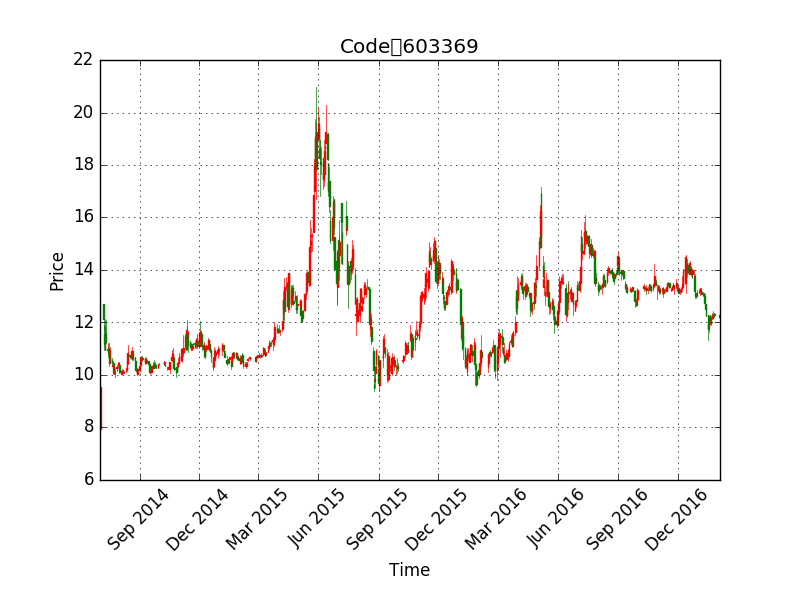 Code▯603369
22
20
18
16
14
12
10
8
6
Price
Sep 2014
Dec 2014
Mar 2015
Jun 2015
Sep 2015
Dec 2015
Mar 2016
Jun 2016
Sep 2016
Dec 2016
Time